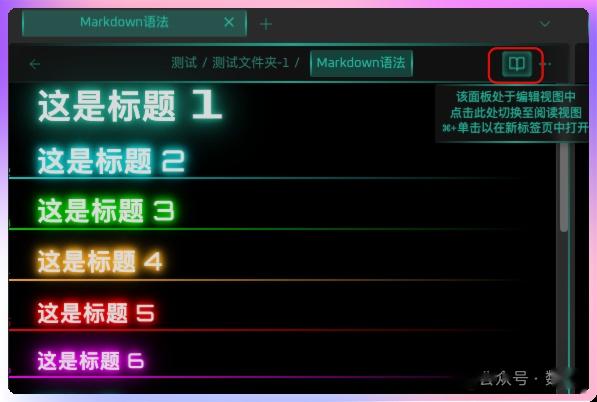 Markdown语法
测试 / 测试文件夹-1 / Markdown语法
该面板处于编辑视图中
点击此处切换至阅读视图
⌘+单击以在新标签页中打开
这是标题 1
这是标题 2
这是标题 3
这是标题 4
这是标题 5
这是标题 6
公众号 · 数